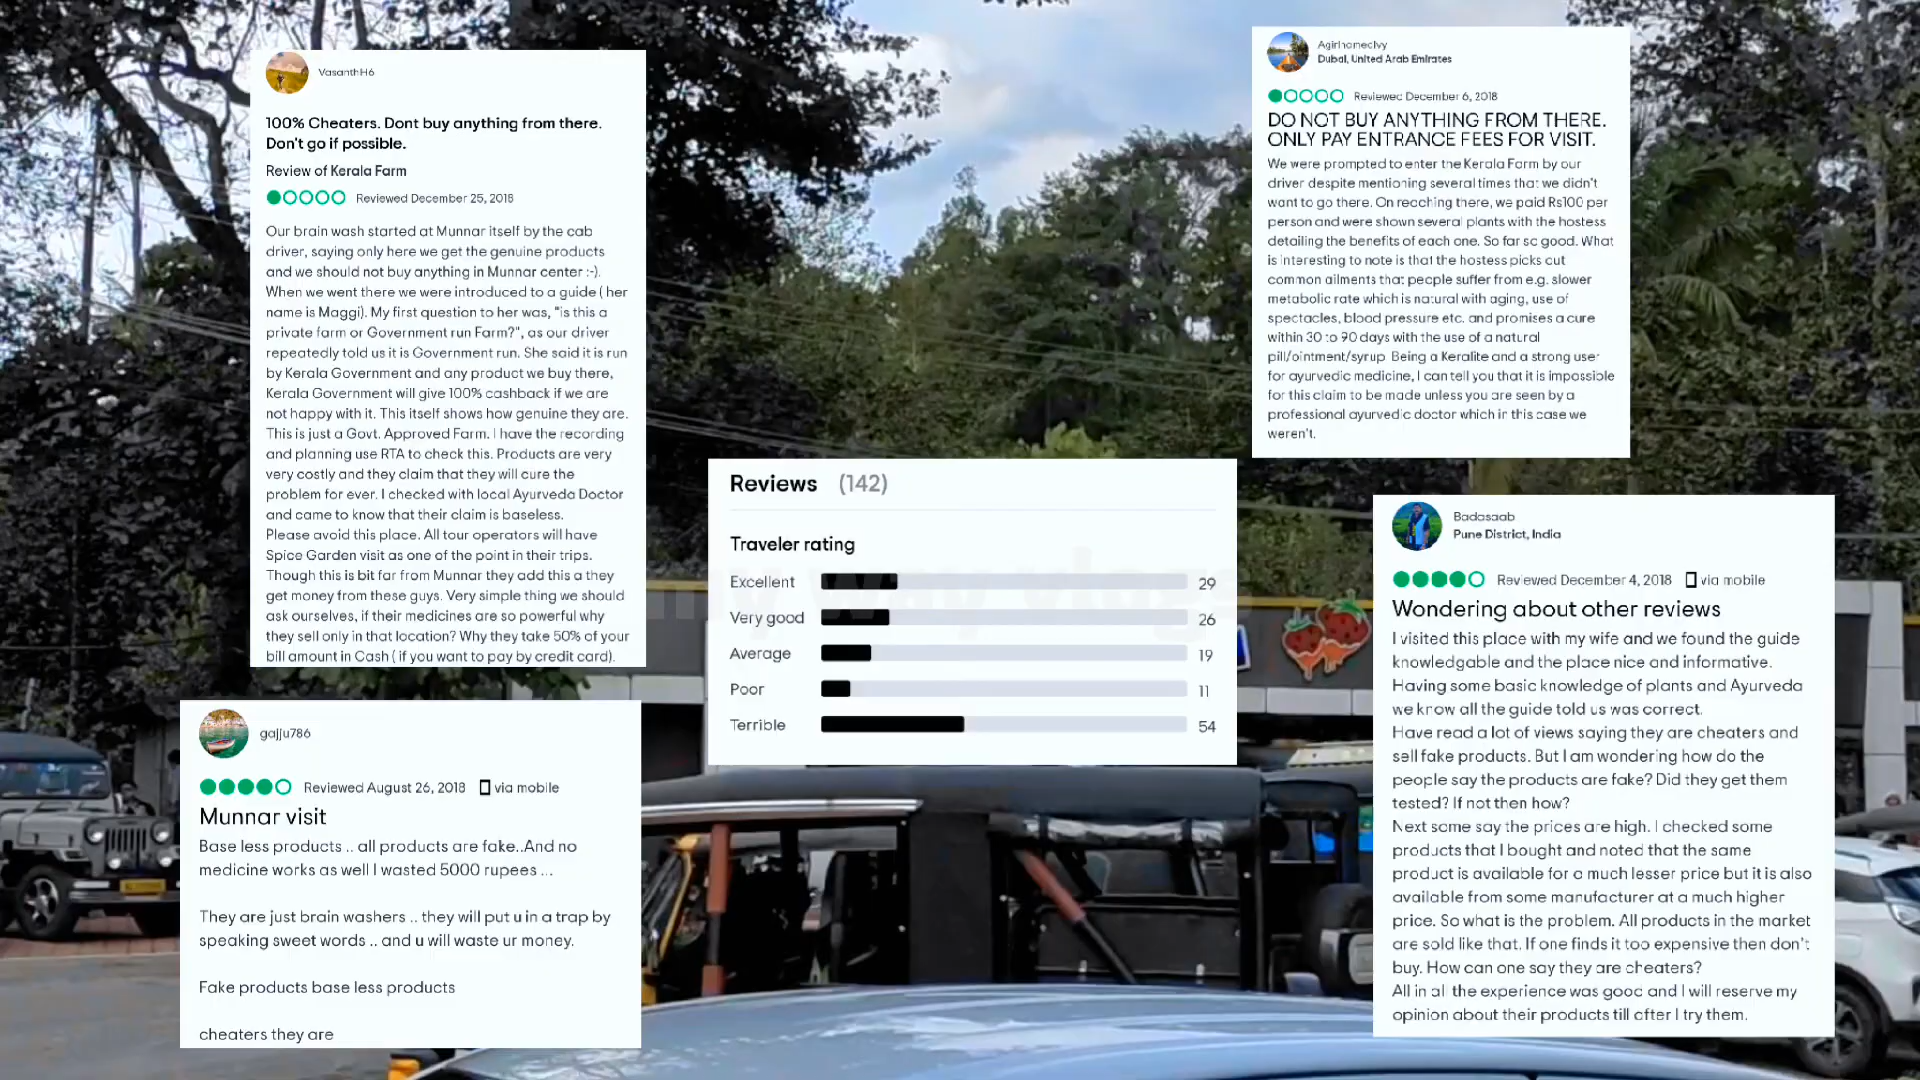 VasanthH6
100% Cheaters. Dont buy anything from there.
Don't go if possible.
Review of Kerala Farm
Reviewed December 25, 2018
Our brain wash started at Munnar itself by the cab
driver, saying only here we get the genuine products
and we should not buy anything in Munnar center :-).
When we went there we were introduced to a guide ( her
name is Maggi). My first question to her was, "is this a
private farm or Government run Farm?", as our driver
repeatedly told us it is Government run. She said it is run
by Kerala Government and any product we buy there,
Kerala Government will give 100% cashback if we are
not happy with it. This itself shows how genuine they are.
This is just a Govt. Approved Farm. I have the recording
and planning use RTA to check this. Products are very
very costly and they claim that they will cure the
problem for ever. I checked with local Ayurveda Doctor
and came to know that their claim is baseless.
Please avoid this place. All tour operators will have
Spice Garden visit as one of the point in their trips.
Though this is bit far from Munnar they add this a they
get money from these guys. Very simple thing we should
ask ourselves, if their medicines are so powerful why
they sell only in that location? Why they take 50% of your
bill amount in Cash ( if you want to pay by credit card).
gajju786
Reviewed August 26, 2018 via mobile
Munnar visit
Base less products .. all products are fake..And no
medicine works as well I wasted 5000 rupees ...
They are just brain washers .. they will put u in a trap by
speaking sweet words .. and u will waste ur money.
Fake products base less products
cheaters they are
Reviews (142)
Traveler rating
Excellent 29
Very good 26
Average 19
Poor 11
Terrible 54
my way vlogs
Agirlnamedivy
Dubai, United Arab Emirates
Reviewed December 6, 2018
DO NOT BUY ANYTHING FROM THERE.
ONLY PAY ENTRANCE FEES FOR VISIT.
We were prompted to enter the Kerala Farm by our
driver despite mentioning several times that we didn't
want to go there. On reaching there, we paid Rs100 per
person and were shown several plants with the hostess
detailing the benefits of each one. So far so good. What
is interesting to note is that the hostess picks out
common ailments that people suffer from e.g. slower
metabolic rate which is natural with aging, use of
spectacles, blood pressure etc. and promises a cure
within 30 to 90 days with the use of a natural
pill/ointment/syrup. Being a Keralite and a strong user
for ayurvedic medicine, I can tell you that it is impossible
for this claim to be made unless you are seen by a
professional ayurvedic doctor which in this case we
weren't.
Badasaab
Pune District, India
Reviewed December 4, 2018 via mobile
Wondering about other reviews
I visited this place with my wife and we found the guide
knowledgable and the place nice and informative.
Having some basic knowledge of plants and Ayurveda
we know all the guide told us was correct.
Have read a lot of views saying they are cheaters and
sell fake products. But I am wondering how do the
people say the products are fake? Did they get them
tested? If not then how?
Next some say the prices are high. I checked some
products that I bought and noted that the same
product is available for a much lesser price but it is also
available from some manufacturer at a much higher
price. So what is the problem. All products in the market
are sold like that. If one finds it too expensive then don't
buy. How can one say they are cheaters?
All in all the experience was good and I will reserve my
opinion about their products till after I try them.